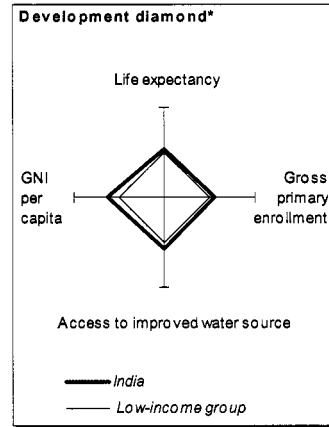 Development diamond*
Life expectancy
GNI
per
capita
Gross
primary
enrollment
Access to improved water source
India
Low-income group